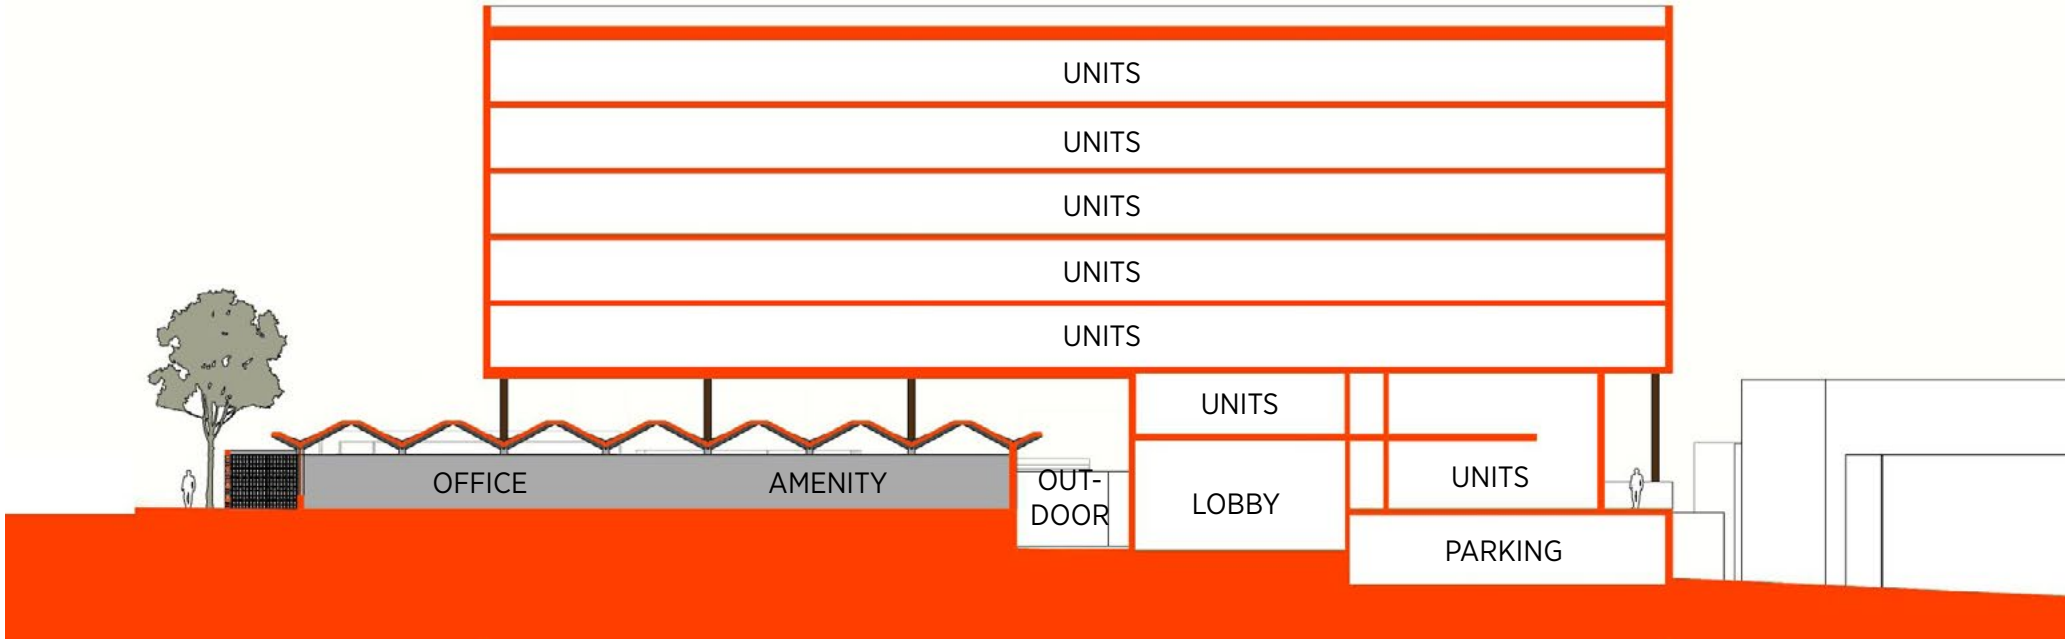 UNITS
UNITS
UNITS
UNITS
UNITS
UNITS
OFFICE
AMENITY
OUT-
DOOR
LOBBY
UNITS
PARKING